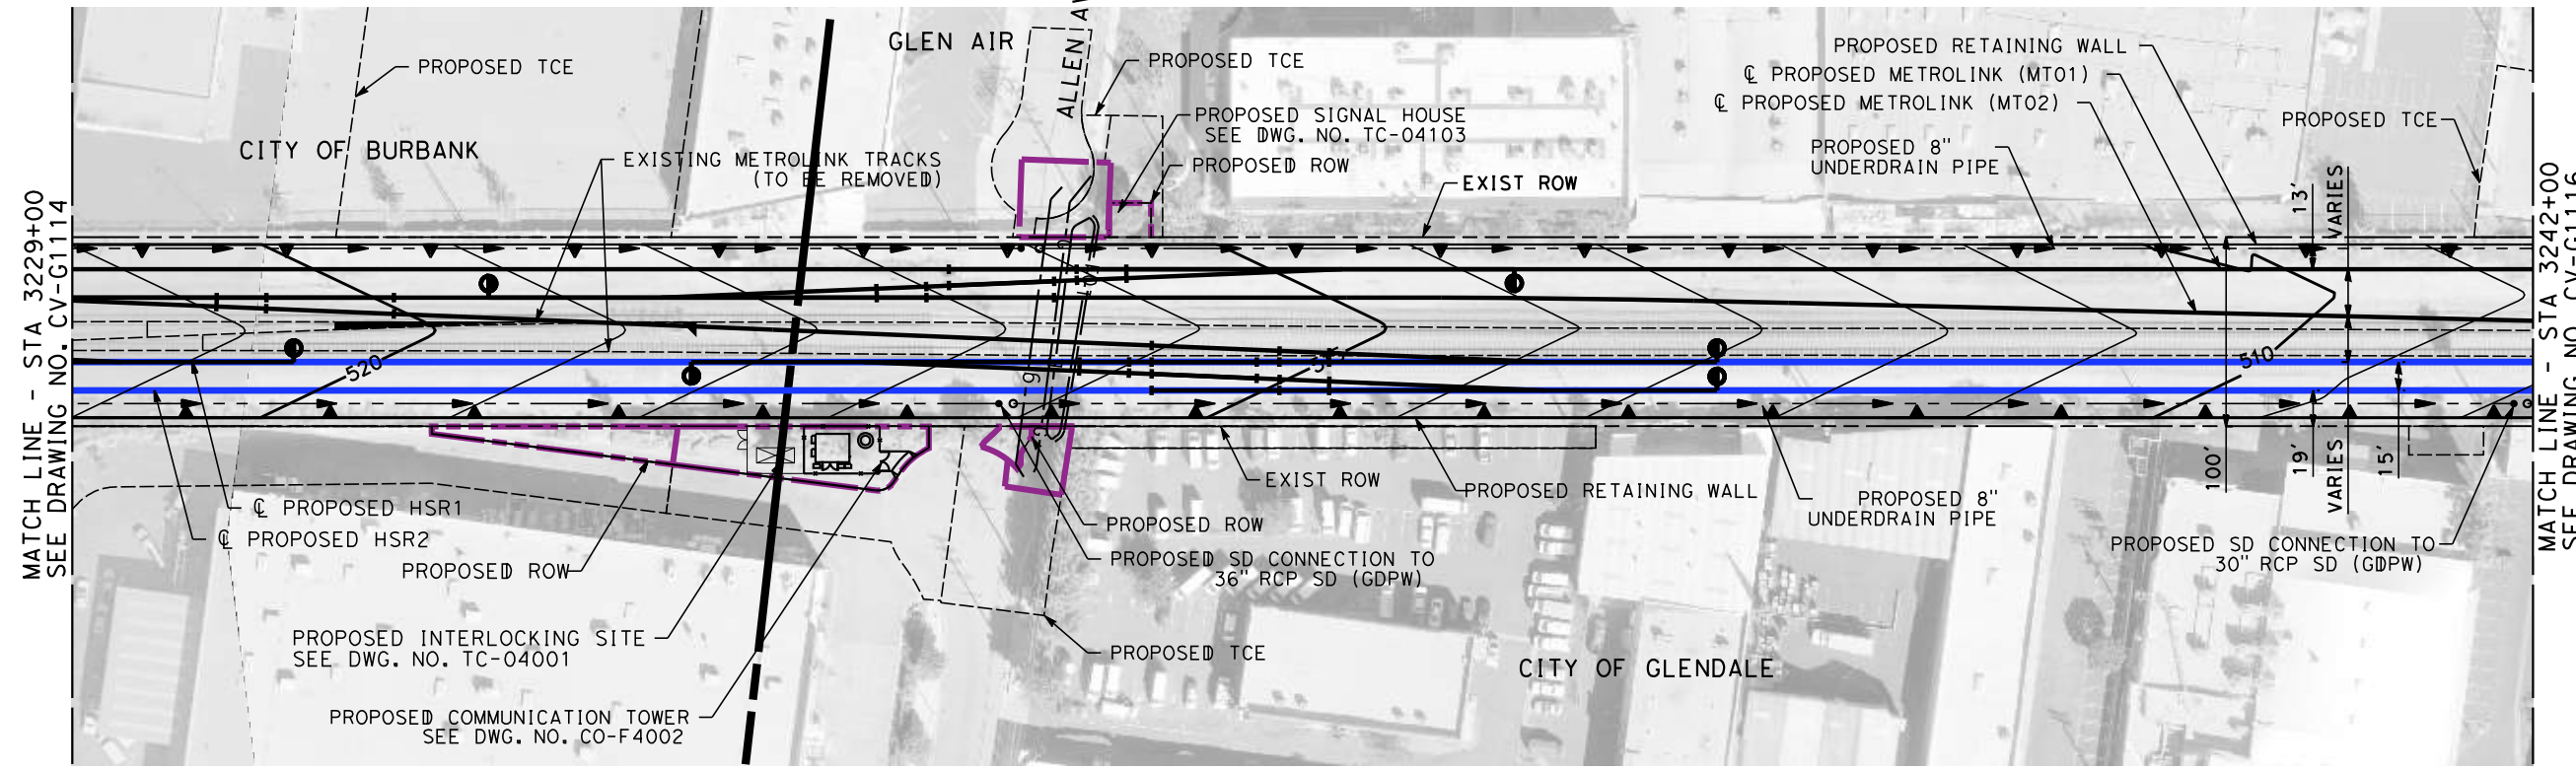 MATCH LINE - STA 3229+00
SEE DRAWING NO. CV-G1114
PROPOSED TCE
CITY OF BURBANK
EXISTING METROLINK TRACKS
(TO BE REMOVED)
GLEN AIR
ALLEN
PROPOSED TCE
PROPOSED SIGNAL HOUSE
SEE DWG. NO. TC-04103
PROPOSED ROW
EXIST ROW
PROPOSED RETAINING WALL
℄ PROPOSED METROLINK (MT01)
℄ PROPOSED METROLINK (MT02)
PROPOSED 8"
UNDERDRAIN PIPE
PROPOSED TCE
13'
VARIES
520
510
℄ PROPOSED HSR1
℄ PROPOSED HSR2
PROPOSED ROW
PROPOSED INTERLOCKING SITE
SEE DWG. NO. TC-04001
PROPOSED COMMUNICATION TOWER
SEE DWG. NO. CO-F4002
EXIST ROW
PROPOSED ROW
PROPOSED SD CONNECTION TO
36" RCP SD (GDPW)
PROPOSED TCE
PROPOSED RETAINING WALL
PROPOSED 8"
UNDERDRAIN PIPE
CITY OF GLENDALE
100'
19'
VARIES
15'
PROPOSED SD CONNECTION TO
30" RCP SD (GDPW)
MATCH LINE - STA 3242+00
SEE DRAWING NO. CV-G1116